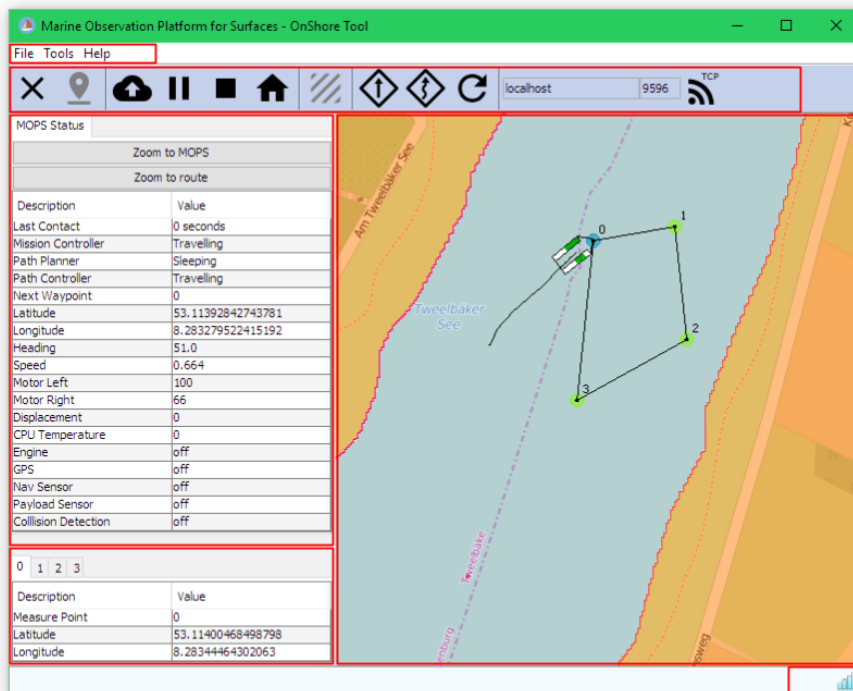 Marine Observation Platform for Surfaces - OnShore Tool
File Tools Help
localhost 9596 TCP
MOPS Status
Zoom to MOPS
Zoom to route
Description Value
Last Contact 0 seconds
Mission Controller Travelling
Path Planner Sleeping
Path Controller Travelling
Next Waypoint 0
Latitude 53.11392842743781
Longitude 8.283279522415192
Heading 51.0
Speed 0.664
Motor Left 100
Motor Right 66
Displacement 0
CPU Temperature 0
Engine off
GPS off
Nav Sensor off
Payload Sensor off
Colllision Detection off
0 1 2 3
Description Value
Measure Point 0
Latitude 53.11400468498798
Longitude 8.28344464302063
Am Tweelbäker See
0
1
Tweelbäker
See
2
3
Tweelbäke